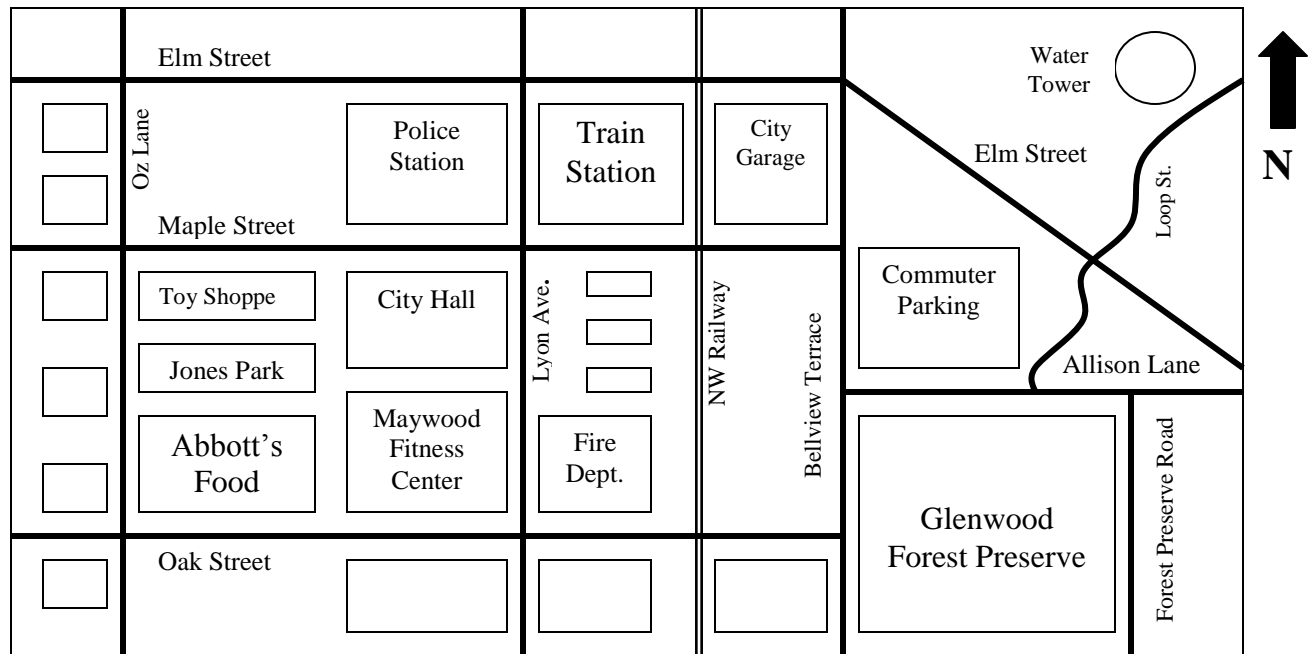 Elm Street
Water
Tower
Oz Lane
Police
Station
Train
Station
City
Garage
Elm Street
Loop St.
N
Maple Street
Toy Shoppe
City Hall
Lyon Ave.
NW Railway
Bellview Terrace
Commuter
Parking
Jones Park
Allison Lane
Abbott’s
Food
Maywood
Fitness
Center
Fire
Dept.
Glenwood
Forest Preserve
Forest Preserve Road
Oak Street